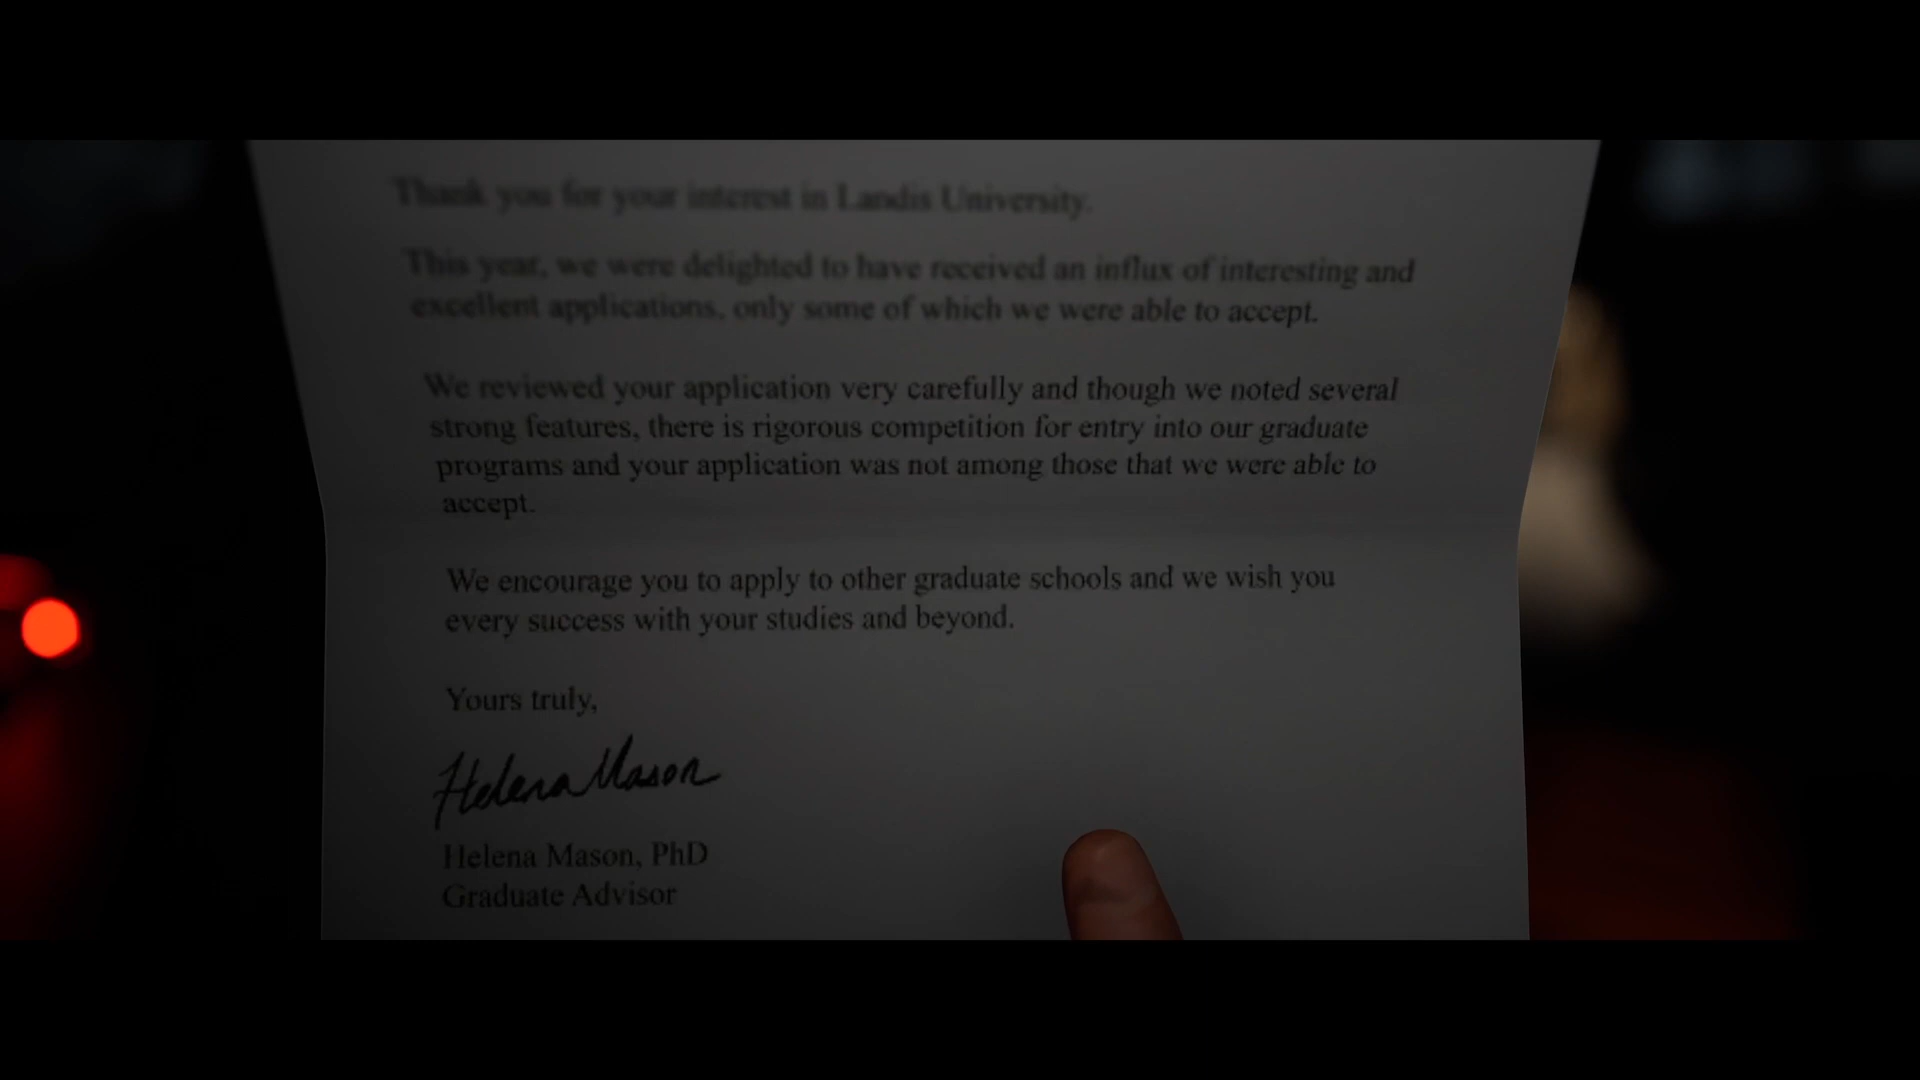 Thank you for your interest in Landis University.
This year, we were delighted to have received an influx of interesting and
excellent applications, only some of which we were able to accept.
We reviewed your application very carefully and though we noted several
strong features, there is rigorous competition for entry into our graduate
programs and your application was not among those that we were able to
accept.
We encourage you to apply to other graduate schools and we wish you
every success with your studies and beyond.
Yours truly,
Helena Mason
Helena Mason, PhD
Graduate Advisor